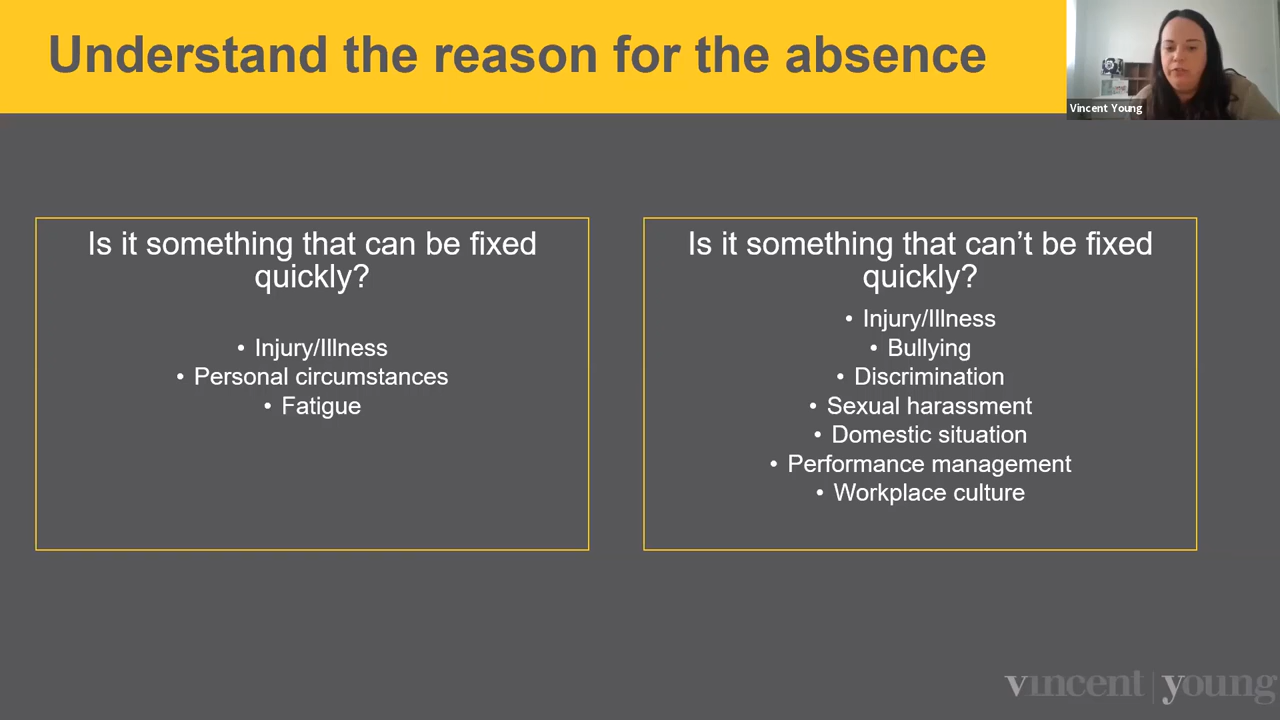 Understand the reason for the absence
Vincent Young
Is it something that can be fixed
quickly?
• Injury/Illness
• Personal circumstances
• Fatigue
Is it something that can’t be fixed
quickly?
• Injury/Illness
• Bullying
• Discrimination
• Sexual harassment
• Domestic situation
• Performance management
• Workplace culture
vincent | young